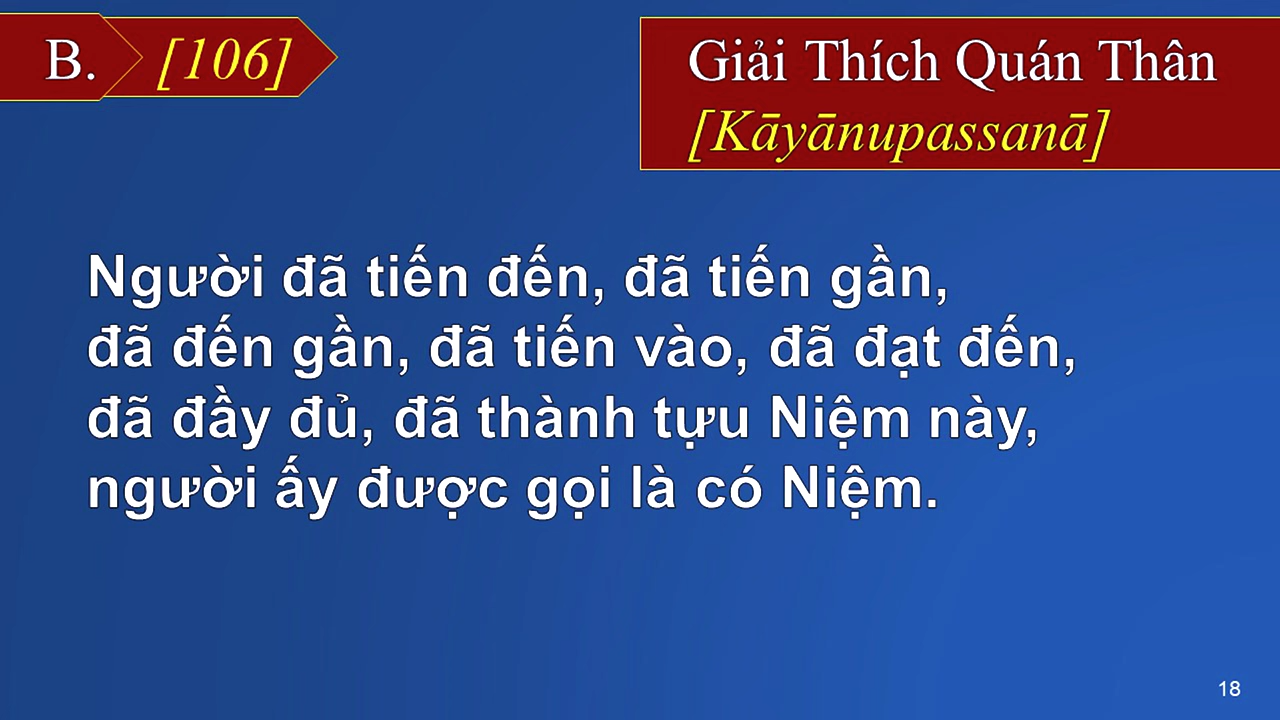 B. [106]
Giải Thích Quán Thân
[Kāyānupassanā]
Người đã tiến đến, đã tiến gần,
đã đến gần, đã tiến vào, đã đạt đến,
đã đầy đủ, đã thành tựu Niệm này,
người ấy được gọi là có Niệm.
18